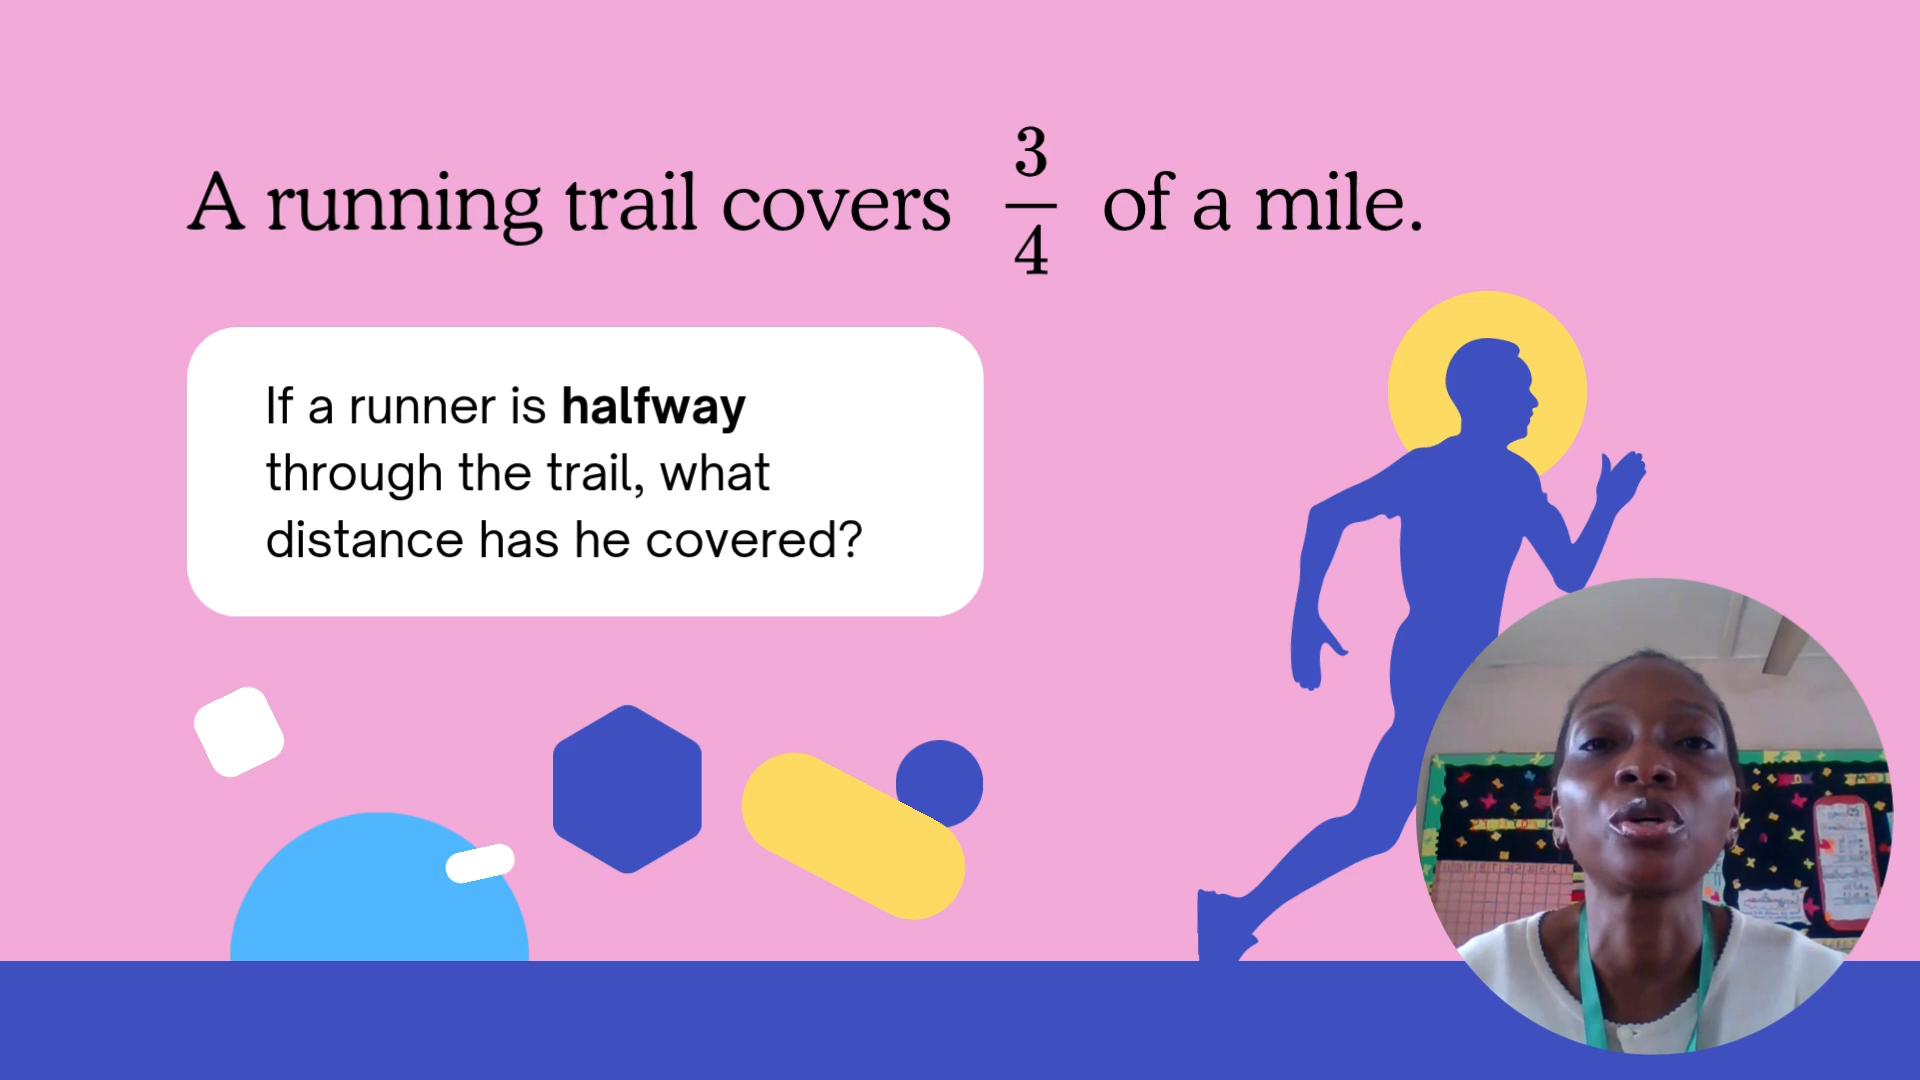 A running trail covers 3/4 of a mile.
If a runner is halfway
through the trail, what
distance has he covered?